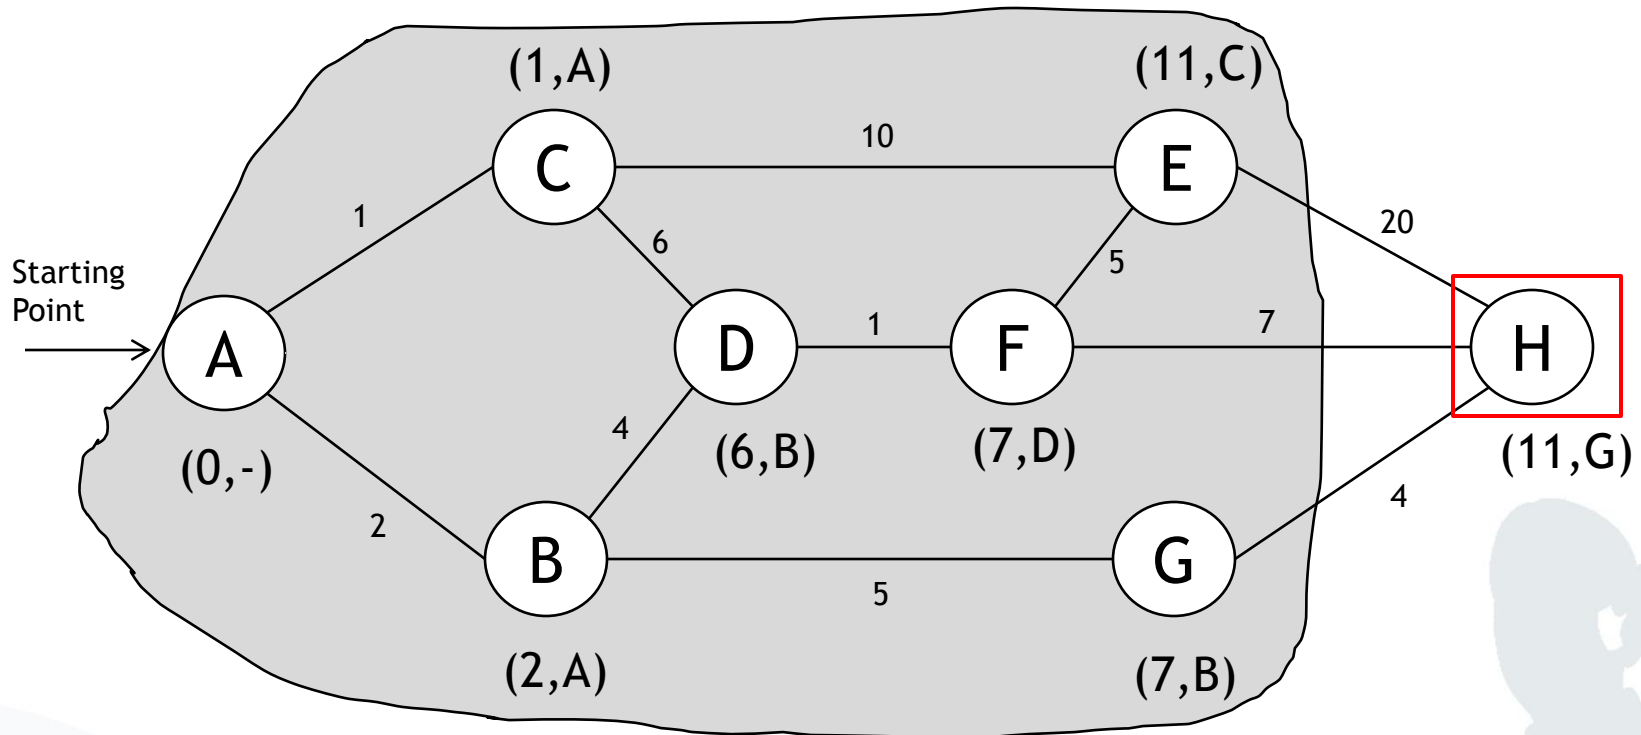 (1,A)
(11,C)
C
10
E
1
6
20
Starting
Point
5
A
D
1
F
7
H
(0,-)
4
(6,B)
(7,D)
(11,G)
2
4
B
5
G
(2,A)
(7,B)